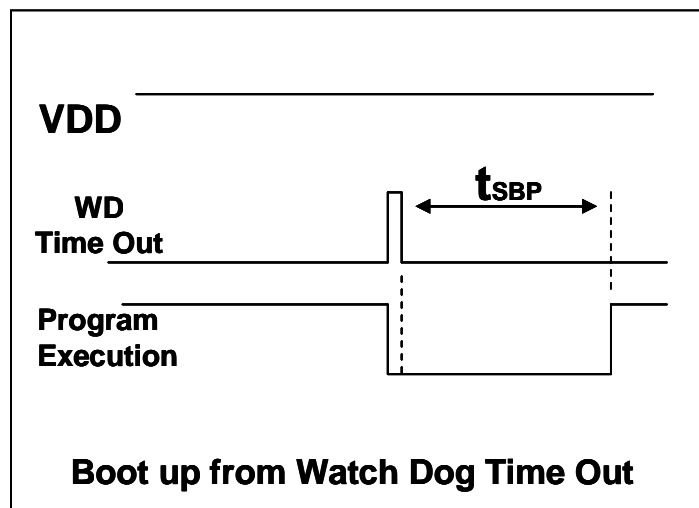 VDD
tSBP
WD
Time Out
Program
Execution
Boot up from Watch Dog Time Out